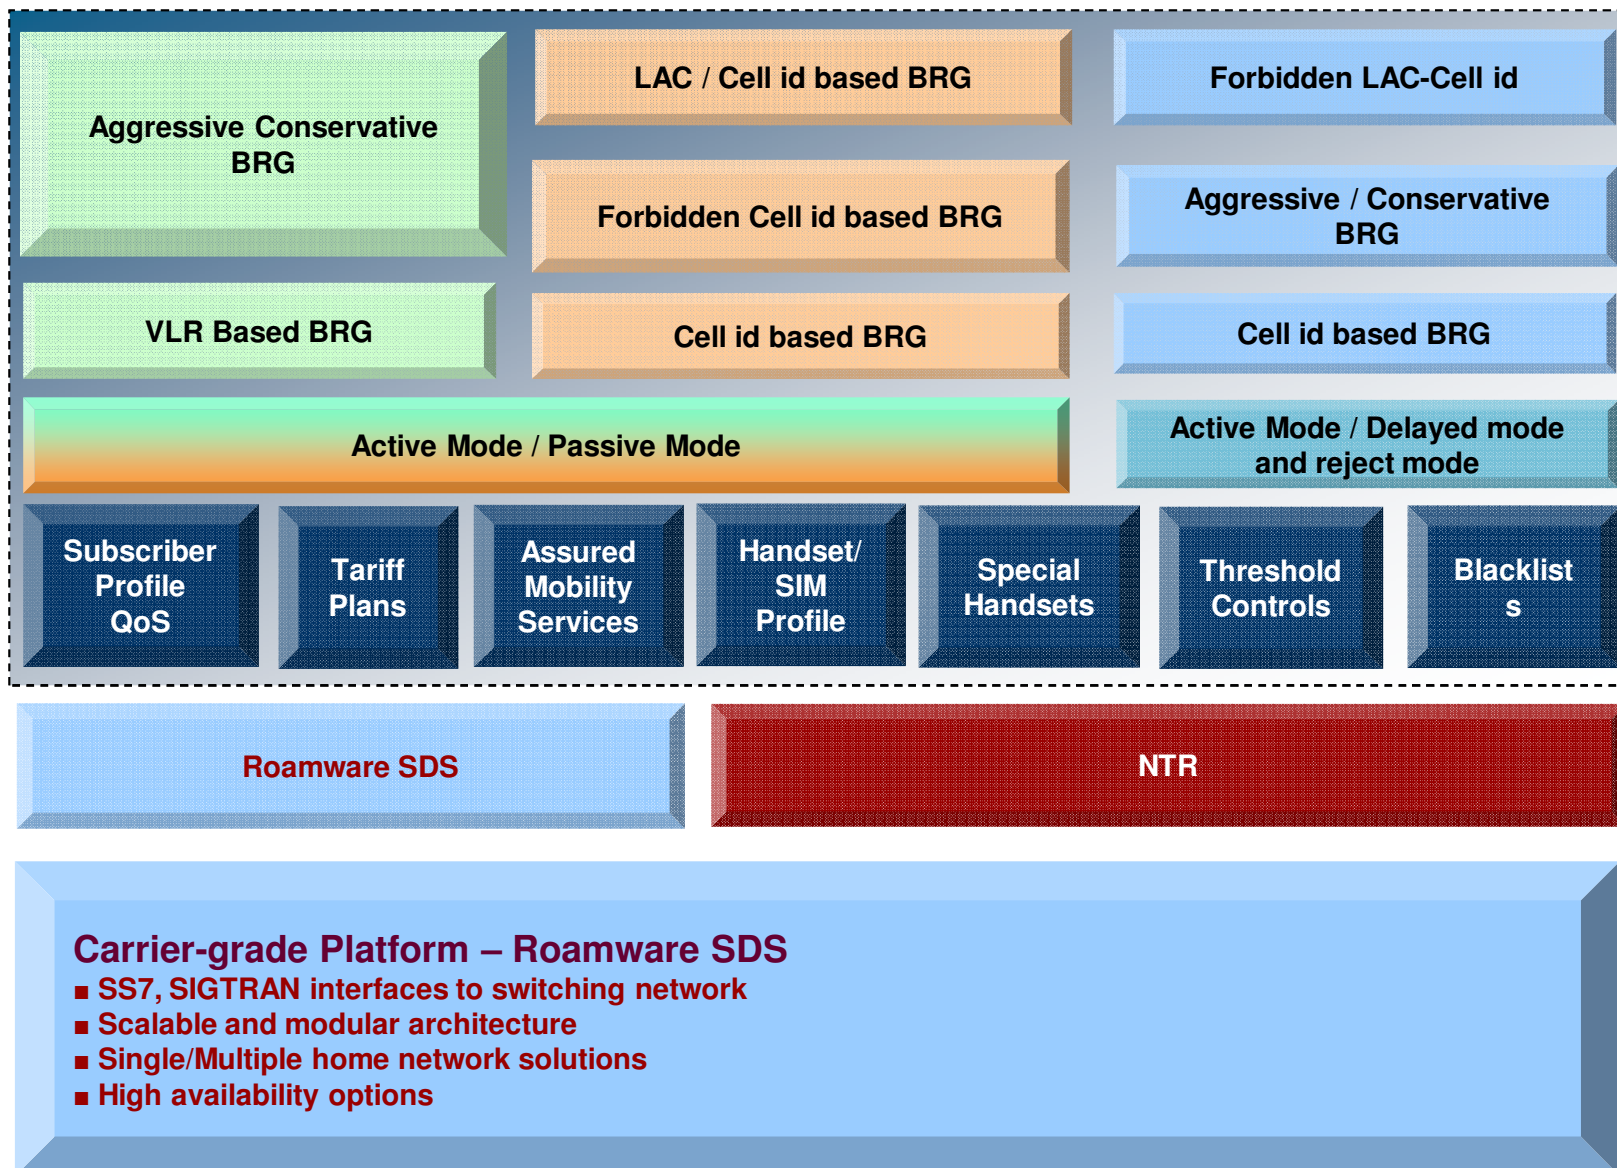 Aggressive Conservative
BRG
LAC / Cell id based BRG
Forbidden LAC-Cell id
Forbidden Cell id based BRG
Aggressive / Conservative
BRG
VLR Based BRG
Cell id based BRG
Cell id based BRG
Active Mode / Passive Mode
Active Mode / Delayed mode
and reject mode
Subscriber
Profile
QoS
Tariff
Plans
Assured
Mobility
Services
Handset/
SIM
Profile
Special
Handsets
Threshold
Controls
Blacklist
s
Roamware SDS
NTR
Carrier-grade Platform – Roamware SDS
■ SS7, SIGTRAN interfaces to switching network
■ Scalable and modular architecture
■ Single/Multiple home network solutions
■ High availability options